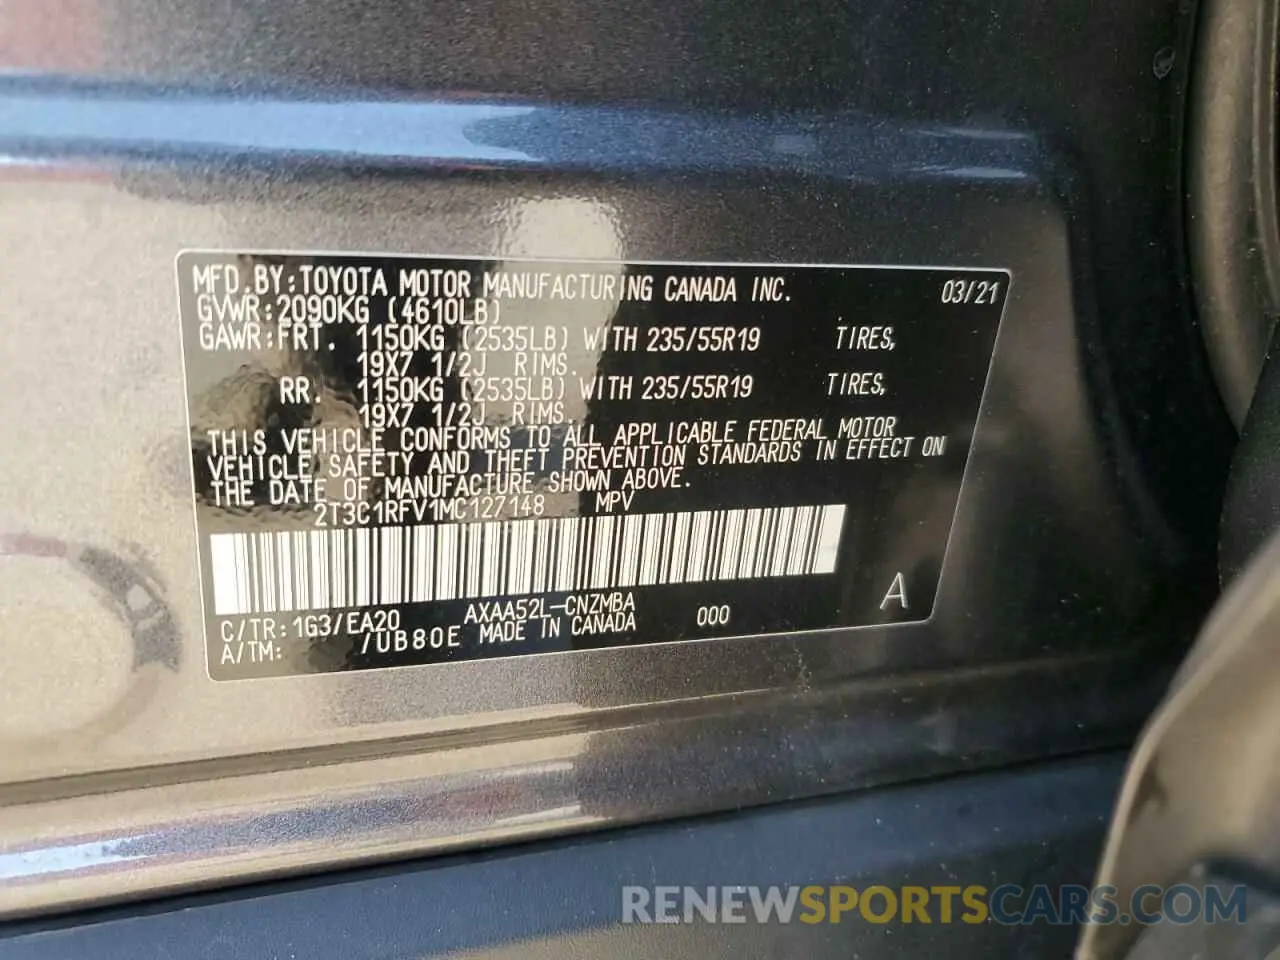 MFD.BY:TOYOTA MOTOR MANUFACTURING CANADA INC. 03/21
GVWR:2090KG (4610LB)
GAWR:FRT. 1150KG (2535LB) WITH 235/55R19 TIRES,
19X7 1/2J RIMS.
RR. 1150KG (2535LB) WITH 235/55R19 TIRES,
19X7 1/2J RIMS.
THIS VEHICLE CONFORMS TO ALL APPLICABLE FEDERAL MOTOR
VEHICLE SAFETY AND THEFT PREVENTION STANDARDS IN EFFECT ON
THE DATE OF MANUFACTURE SHOWN ABOVE.
2T3C1RFV1MC127148 MPV
C/TR:1G3/EA20 AXAA52L-CNZMBA 000 A
A/TM: /UB80E MADE IN CANADA
RENEWSPORTSCARS.COM